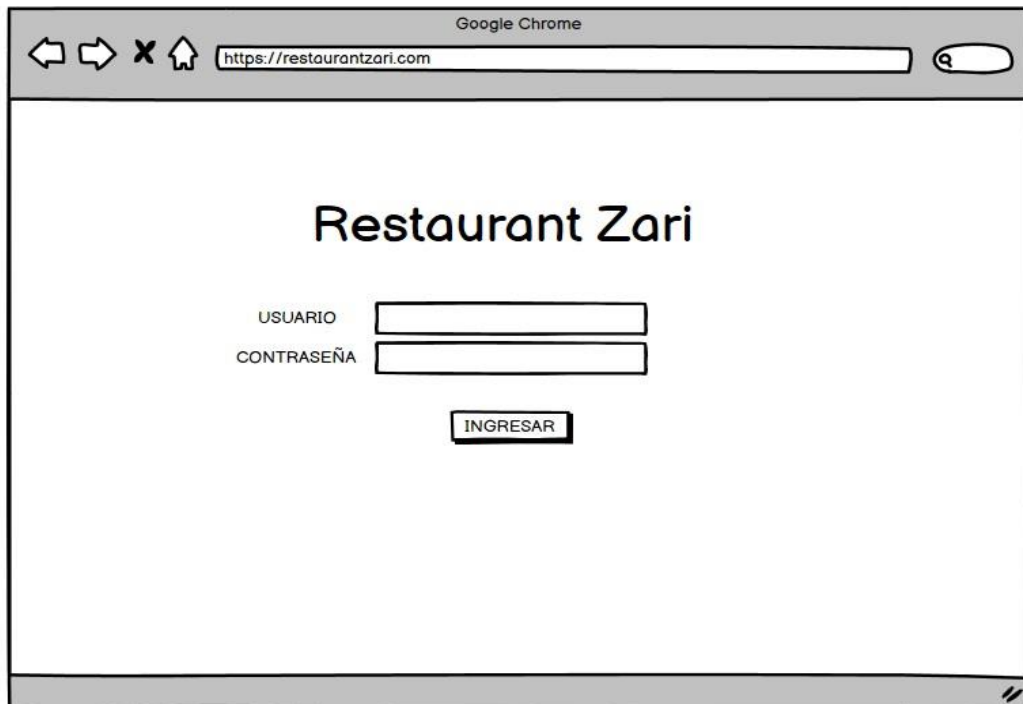 Google Chrome
https://restaurantzari.com
Restaurant Zari
USUARIO
CONTRASEÑA
INGRESAR